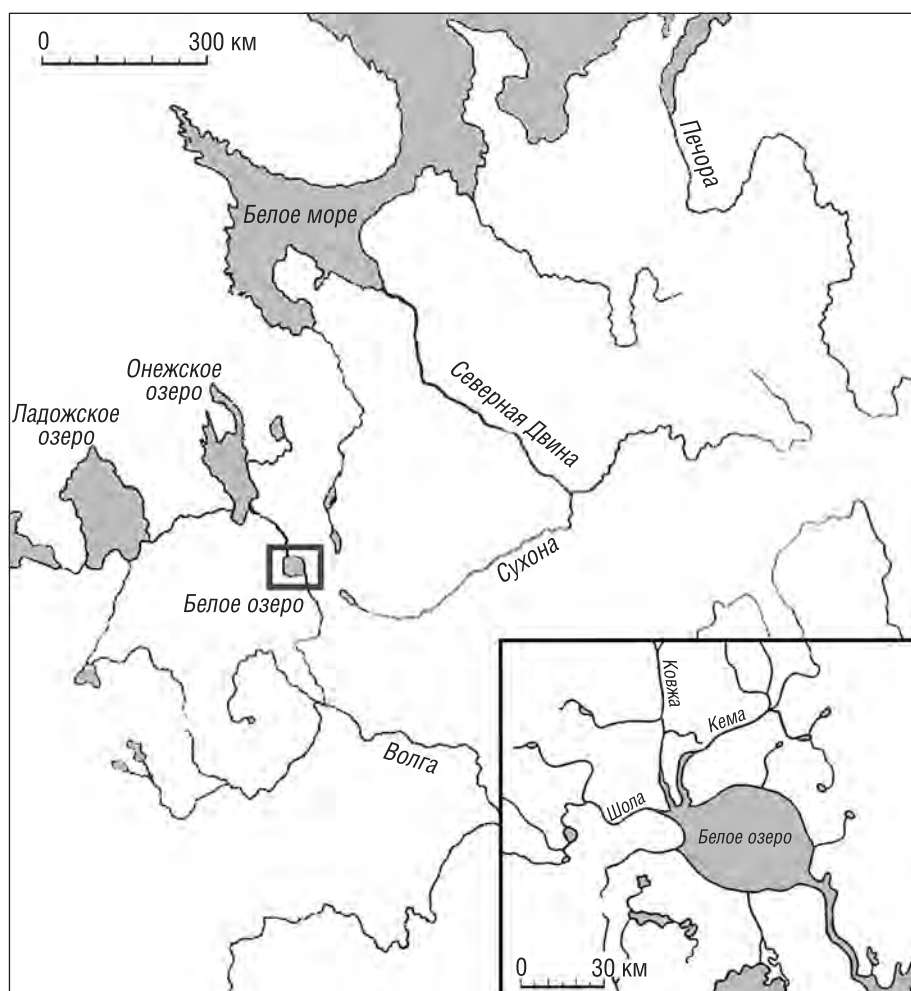 0 300 км
Печора
Белое море
Онежское
озеро
Ладожское
озеро
Северная Двина
Сухона
Белое озеро
Волга
Ковжа
Кема
Шола
Белое озеро
0 30 км